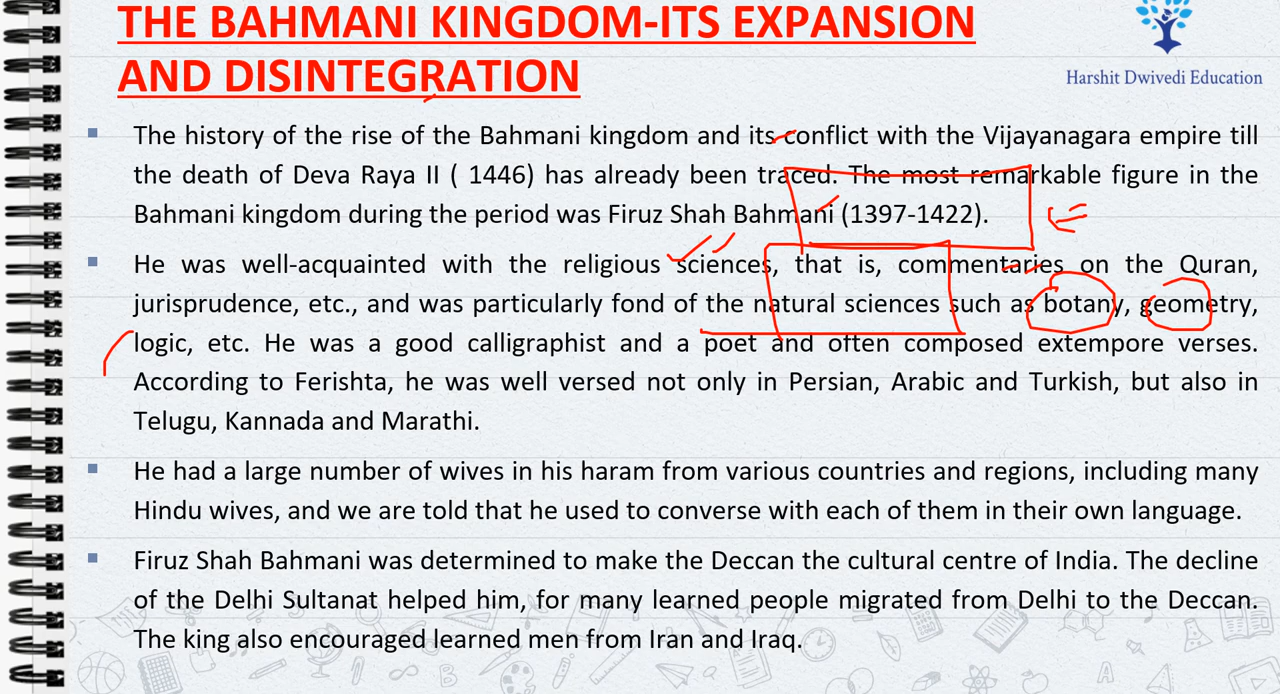 THE BAHMANI KINGDOM-ITS EXPANSION
AND DISINTEGRATION
Harshit Dwivedi Education
The history of the rise of the Bahmani kingdom and its conflict with the Vijayanagara empire till
the death of Deva Raya II ( 1446) has already been traced. The most remarkable figure in the
Bahmani kingdom during the period was Firuz Shah Bahmani (1397-1422).
He was well-acquainted with the religious sciences, that is, commentaries on the Quran,
jurisprudence, etc., and was particularly fond of the natural sciences such as botany, geometry,
logic, etc. He was a good calligraphist and a poet and often composed extempore verses.
According to Ferishta, he was well versed not only in Persian, Arabic and Turkish, but also in
Telugu, Kannada and Marathi.
He had a large number of wives in his haram from various countries and regions, including many
Hindu wives, and we are told that he used to converse with each of them in their own language.
Firuz Shah Bahmani was determined to make the Deccan the cultural centre of India. The decline
of the Delhi Sultanat helped him, for many learned people migrated from Delhi to the Deccan.
The king also encouraged learned men from Iran and Iraq.